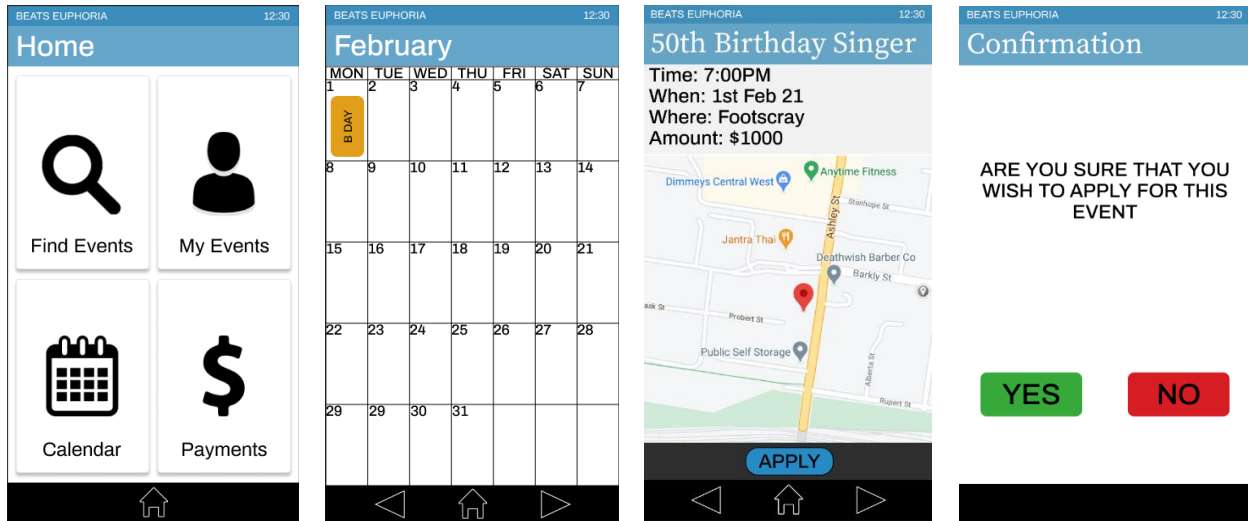 BEATS EUPHORIA 12:30
Home
Find Events
My Events
Calendar
Payments
BEATS EUPHORIA 12:30
February
MON TUE WED THU FRI SAT SUN
1 2 3 4 5 6 7
B DAY
8 9 10 11 12 13 14
15 16 17 18 19 20 21
22 23 24 25 26 27 28
29 29 30 31
BEATS EUPHORIA 12:30
50th Birthday Singer
Time: 7:00PM
When: 1st Feb 21
Where: Footscray
Amount: $1000
Anytime Fitness
Dimmeys Central West
Stanhope St
Ashley St
Jantra Thai
Deathwish Barber Co
Barkly St
Probert St
Public Self Storage
Alberta St
Rupert St
APPLY
BEATS EUPHORIA 12:30
Confirmation
ARE YOU SURE THAT YOU
WISH TO APPLY FOR THIS
EVENT
YES NO